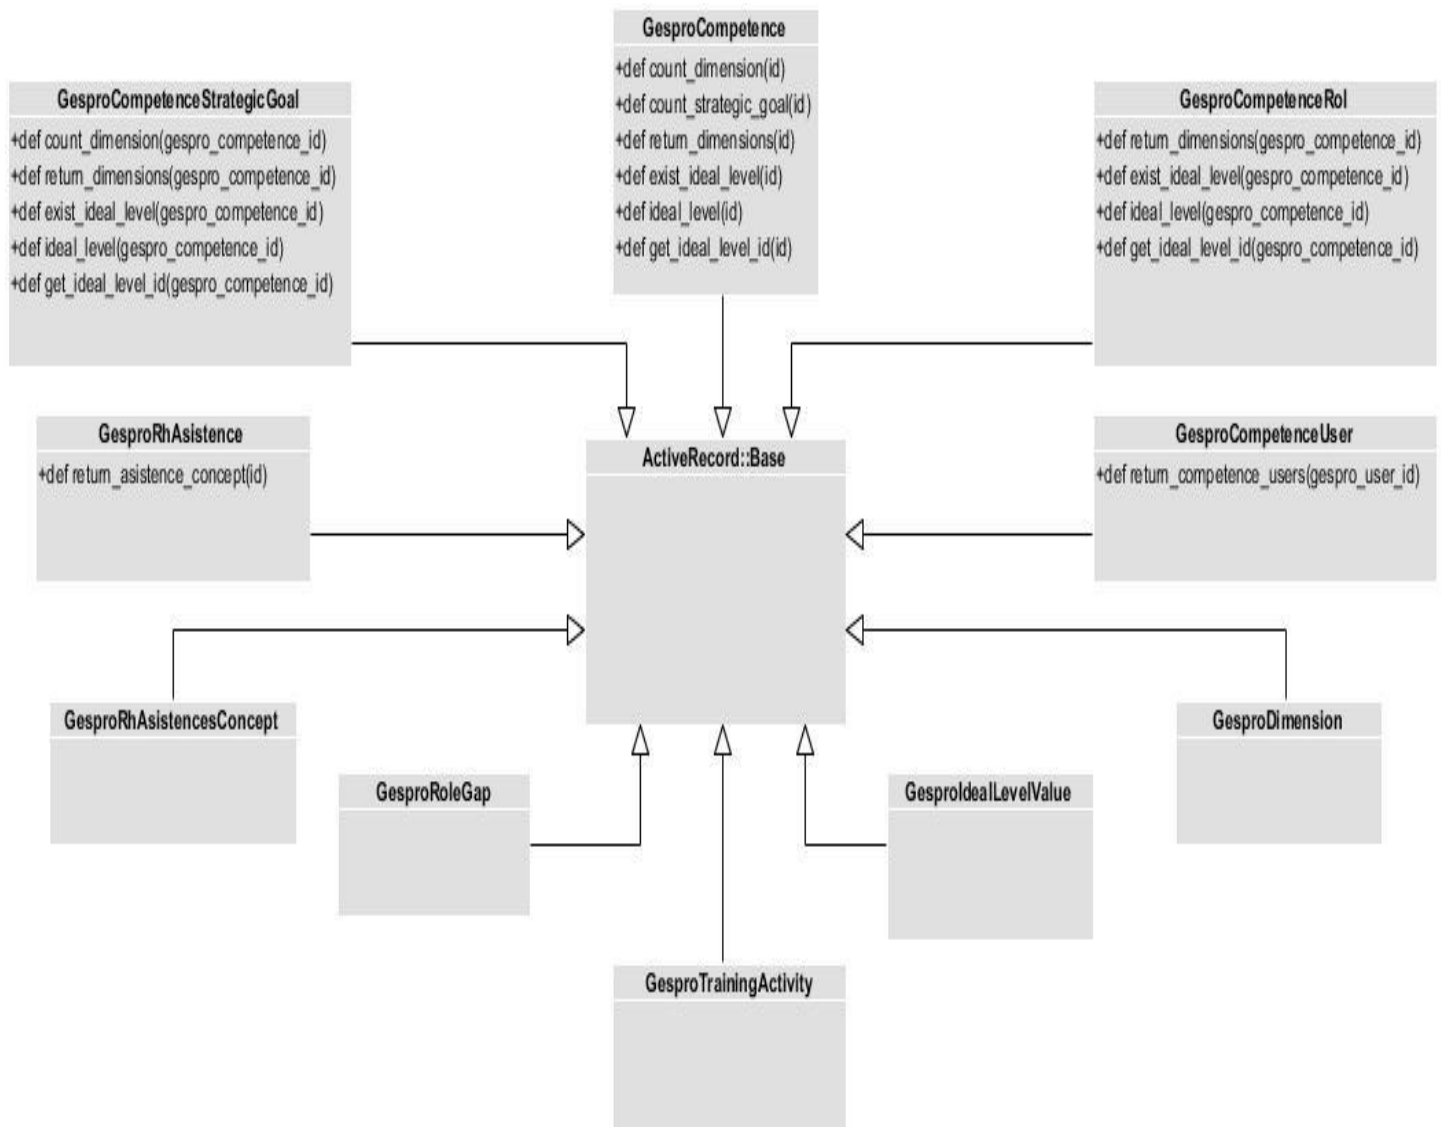 GesproCompetence
+def count_dimension(id)
+def count_strategic_goal(id)
+def return_dimensions(id)
+def exist_ideal_level(id)
+def ideal_level(id)
+def get_ideal_level_id(id)
GesproCompetenceStrategicGoal
+def count_dimension(gespro_competence_id)
+def return_dimensions(gespro_competence_id)
+def exist_ideal_level(gespro_competence_id)
+def ideal_level(gespro_competence_id)
+def get_ideal_level_id(gespro_competence_id)
GesproCompetenceRol
+def return_dimensions(gespro_competence_id)
+def exist_ideal_level(gespro_competence_id)
+def ideal_level(gespro_competence_id)
+def get_ideal_level_id(gespro_competence_id)
GesproRhAsistence
+def return_asistence_concept(id)
ActiveRecord::Base
GesproCompetenceUser
+def return_competence_users(gespro_user_id)
GesproRhAsistencesConcept
GesproDimension
GesproRoleGap
GesproIdealLevelValue
GesproTrainingActivity